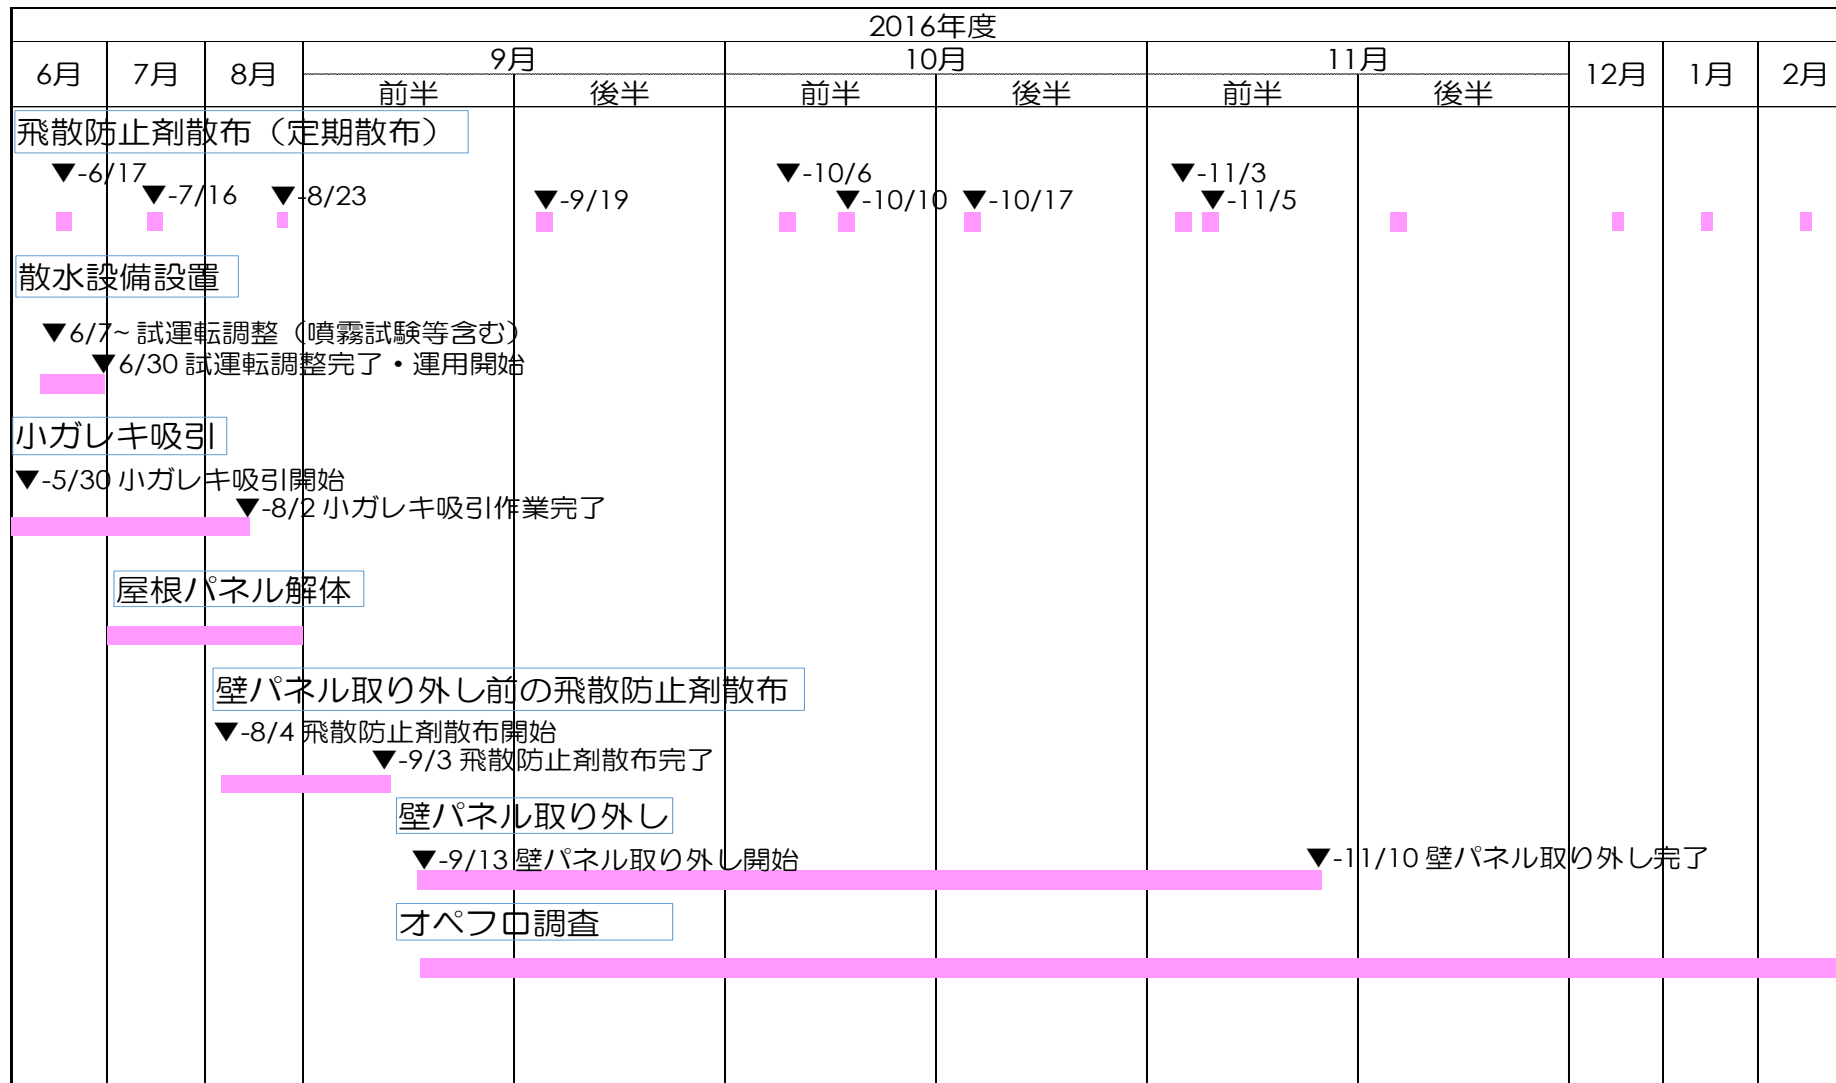 2016年度
6月 7月 8月 9月 10月 11月 12月 1月 2月
前半 後半 前半 後半 前半 後半
飛散防止剤散布（定期散布）
▼-6/17 ▼-10/6 ▼-11/3
▼-7/16 ▼-8/23 ▼-9/19 ▼-10/10 ▼-10/17 ▼-11/5
散水設備設置
▼6/7~ 試運転調整（噴霧試験等含む）
▼6/30 試運転調整完了・運用開始
小ガレキ吸引
▼-5/30 小ガレキ吸引開始
▼-8/2 小ガレキ吸引作業完了
屋根パネル解体
壁パネル取り外し前の飛散防止剤散布
▼-8/4 飛散防止剤散布開始
▼-9/3 飛散防止剤散布完了
壁パネル取り外し
▼-9/13 壁パネル取り外し開始 ▼-11/10 壁パネル取り外し完了
オペフロ調査